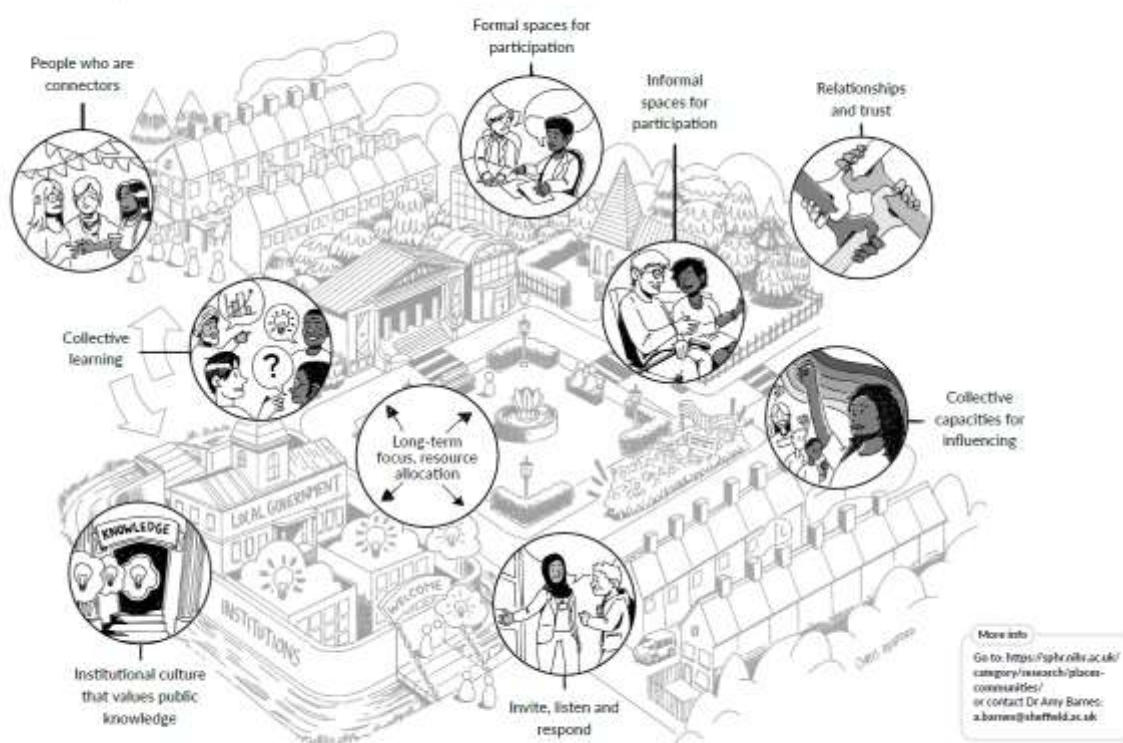 Formal spaces for
participation
People who are
connectors
Informal
spaces for
participation
Relationships
and trust
Collective
learning
?
Long-term
focus, resource
allocation
Collective
capacities for
influencing
LOCAL GOVERNMENT
KNOWLEDGE
INSTITUTIONS
WELCOME
Institutional culture
that values public
knowledge
Invite, listen and
respond
More info
Go to: https://sphr.nihr.ac.uk/
category/research/places-
communities/
or contact Dr Amy Barnes:
a.barnes@sheffield.ac.uk